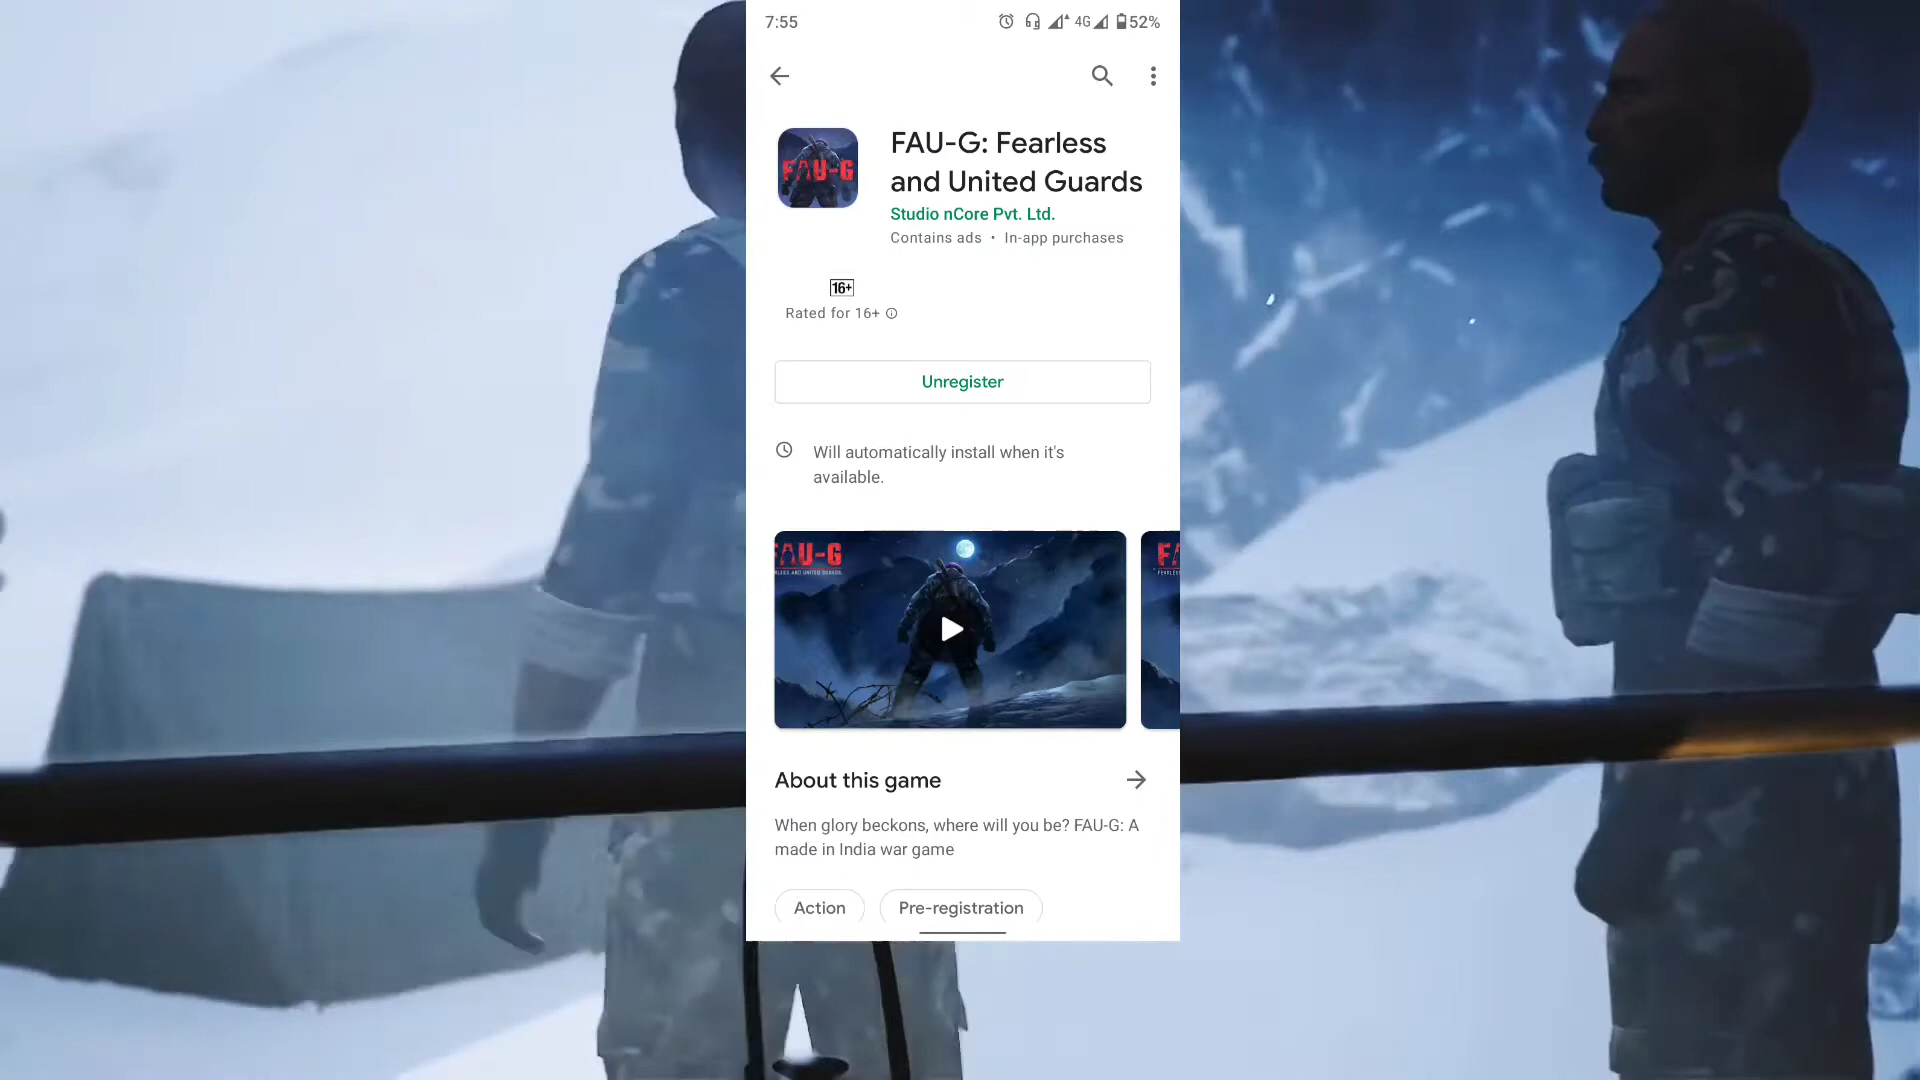 7:55
4G
52%
FAU-G
FAU-G: Fearless
and United Guards
Studio nCore Pvt. Ltd.
Contains ads • In-app purchases
16+
Rated for 16+
Unregister
Will automatically install when it's
available.
FAU-G
About this game
When glory beckons, where will you be? FAU-G: A
made in India war game
Action
Pre-registration